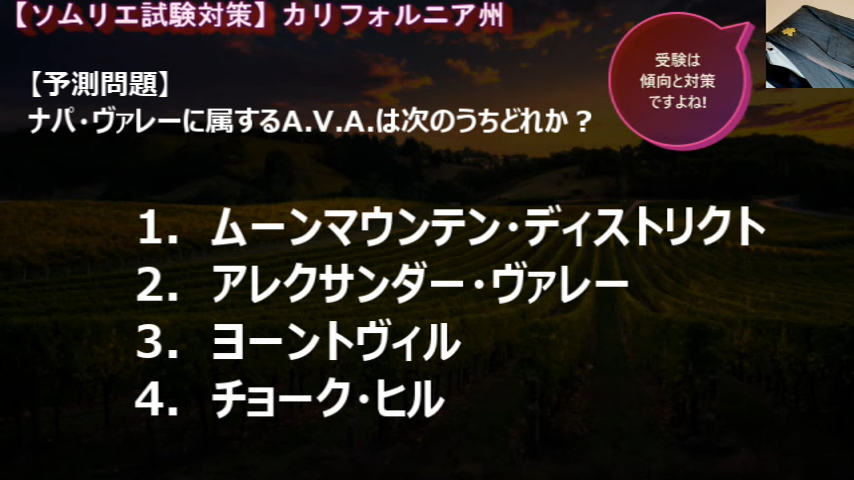 【ソムリエ試験対策】カリフォルニア州
受験は
傾向と対策
ですよね!
【予測問題】
ナパ・ヴァレーに属するA.V.A.は次のうちどれか？
1. ムーンマウンテン・ディストリクト
2. アレクサンダー・ヴァレー
3. ヨーントヴィル
4. チョーク・ヒル